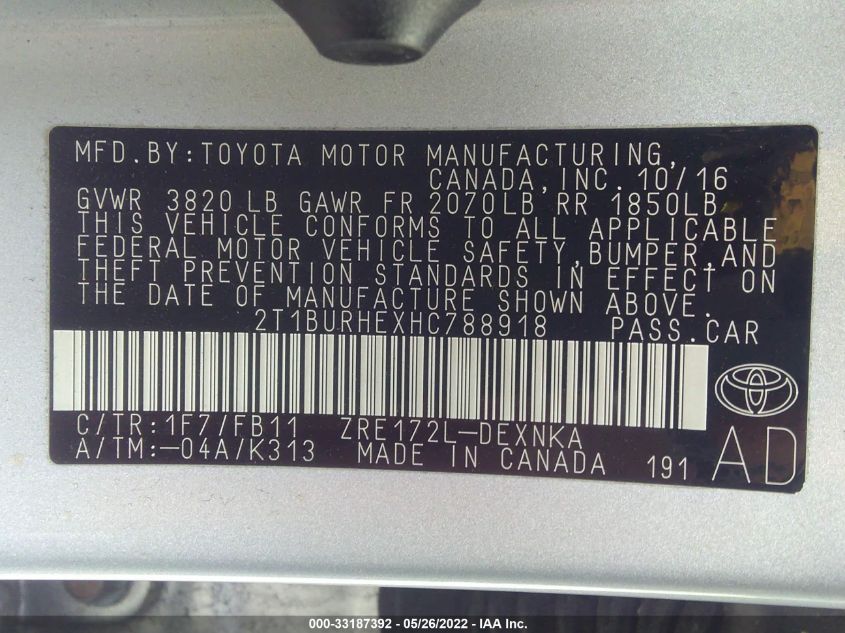 MFD.BY:TOYOTA MOTOR MANUFACTURING,
CANADA,INC. 10/16
GVWR 3820 LB GAWR FR 2070LB RR 1850LB
THIS VEHICLE CONFORMS TO ALL APPLICABLE
FEDERAL MOTOR VEHICLE SAFETY,BUMPER,AND
THEFT PREVENTION STANDARDS IN EFFECT ON
THE DATE OF MANUFACTURE SHOWN ABOVE.
2T1BURHEXHC788918 PASS.CAR
C/TR:1F7/FB11 ZRE172L-DEXNKA
A/TM:-04A/K313 MADE IN CANADA 191 AD
000-33187392 - 05/26/2022 - IAA Inc.